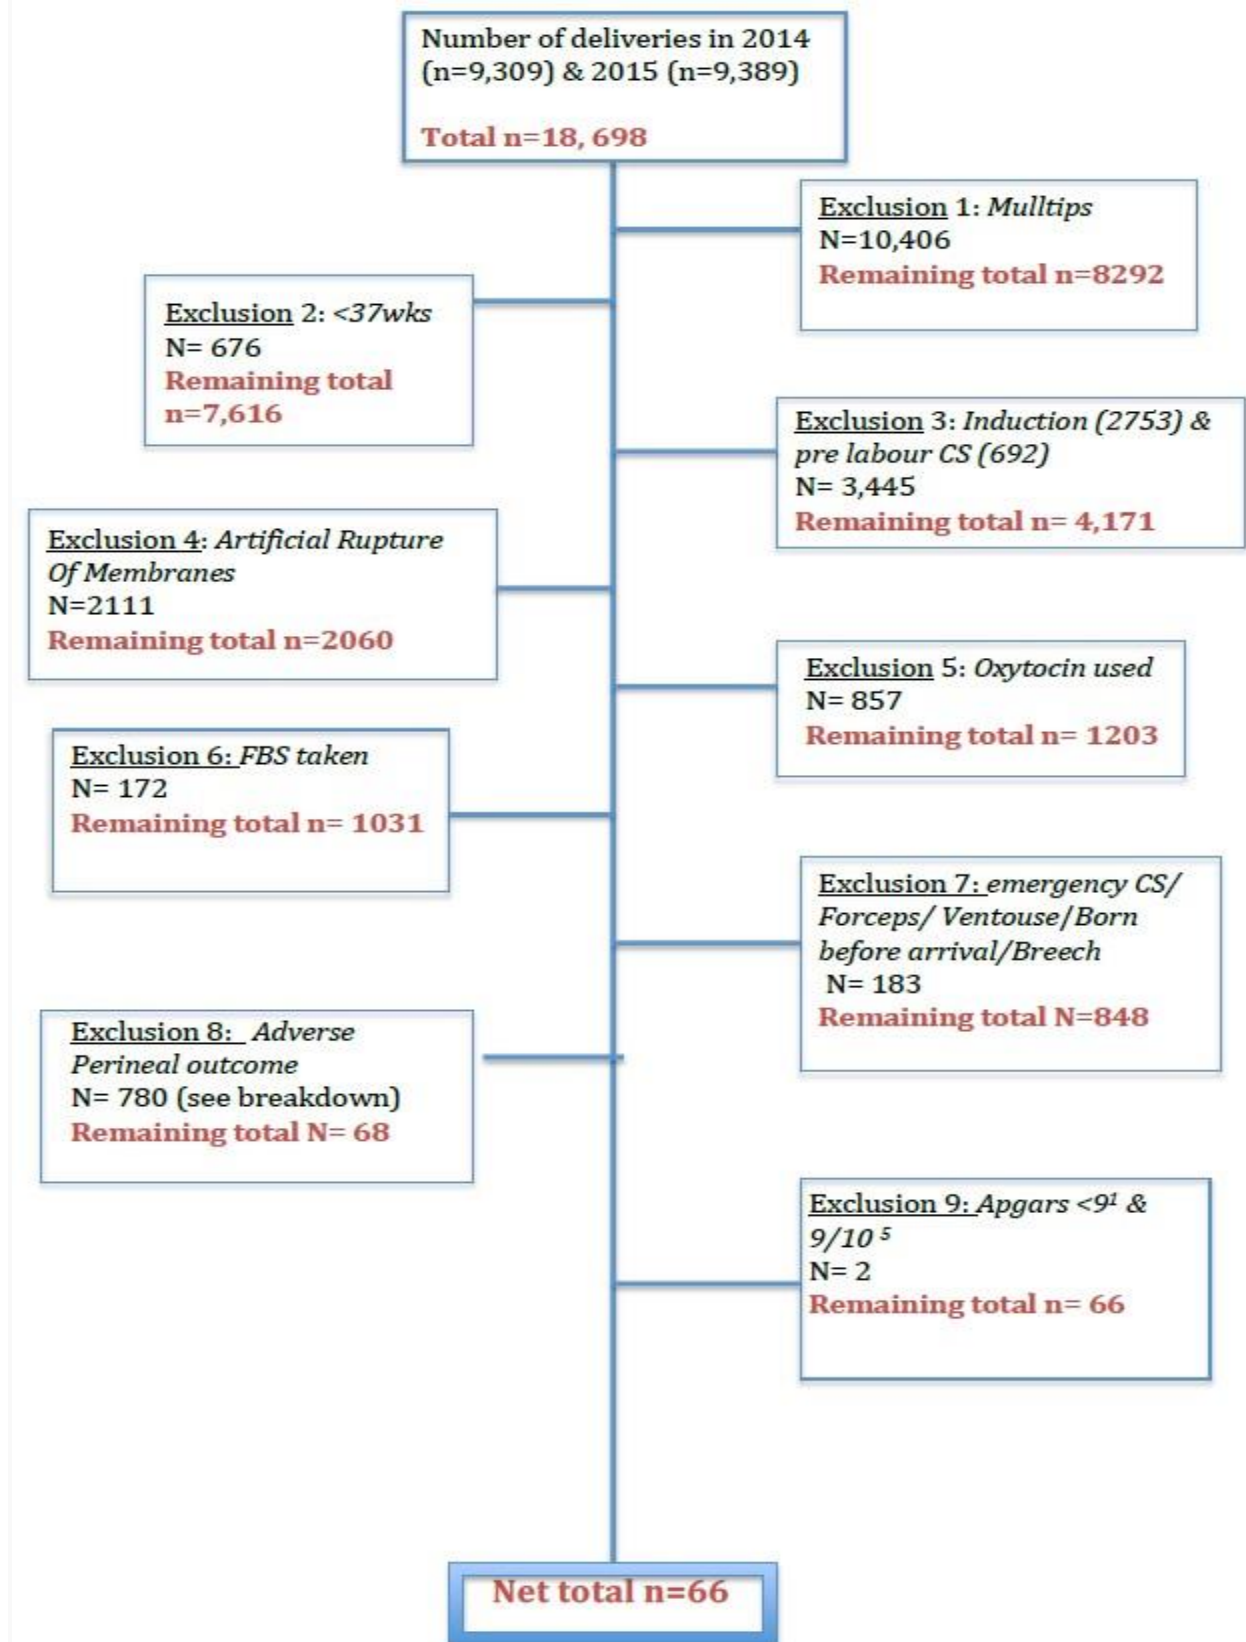 Number of deliveries in 2014
(n=9,309) & 2015 (n=9,389)
Total n=18, 698
Exclusion 1: Mulltips
N=10,406
Remaining total n=8292
Exclusion 2: <37wks
N= 676
Remaining total
n=7,616
Exclusion 3: Induction (2753) &
pre labour CS (692)
N= 3,445
Remaining total n= 4,171
Exclusion 4: Artificial Rupture
Of Membranes
N=2111
Remaining total n=2060
Exclusion 5: Oxytocin used
N= 857
Remaining total n= 1203
Exclusion 6: FBS taken
N= 172
Remaining total n= 1031
Exclusion 7: emergency CS/
Forceps/ Ventouse/Born
before arrival/Breech
N= 183
Remaining total N=848
Exclusion 8: Adverse
Perineal outcome
N= 780 (see breakdown)
Remaining total N= 68
Exclusion 9: Apgars <9¹ &
9/10 ⁵
N= 2
Remaining total n= 66
Net total n=66